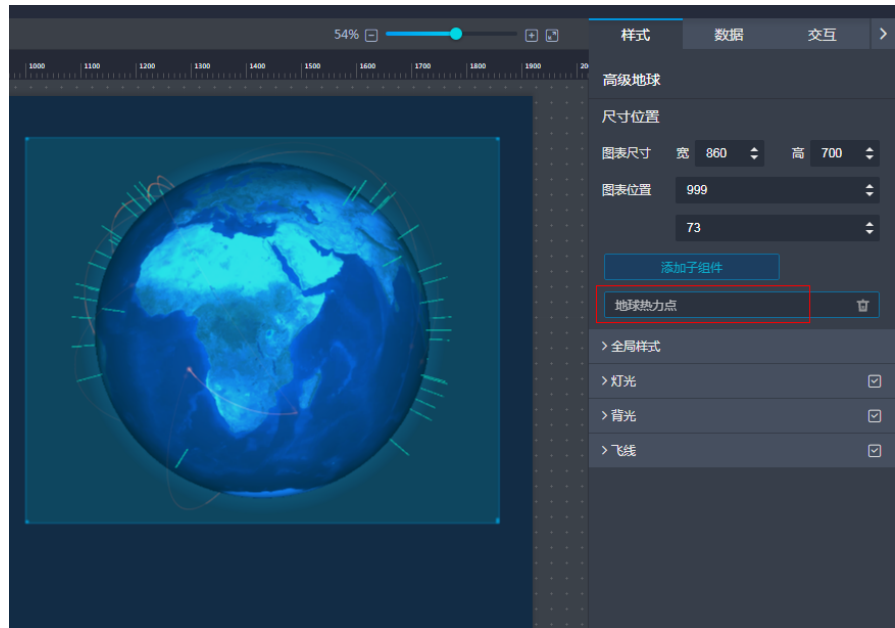 54%
样式 数据 交互
1000 1100 1200 1300 1400 1500 1600 1700 1800 1900 20
高级地球
尺寸位置
图表尺寸 宽 860 高 700
图表位置 999
73
添加子组件
地球热力点
全局样式
灯光
背光
飞线